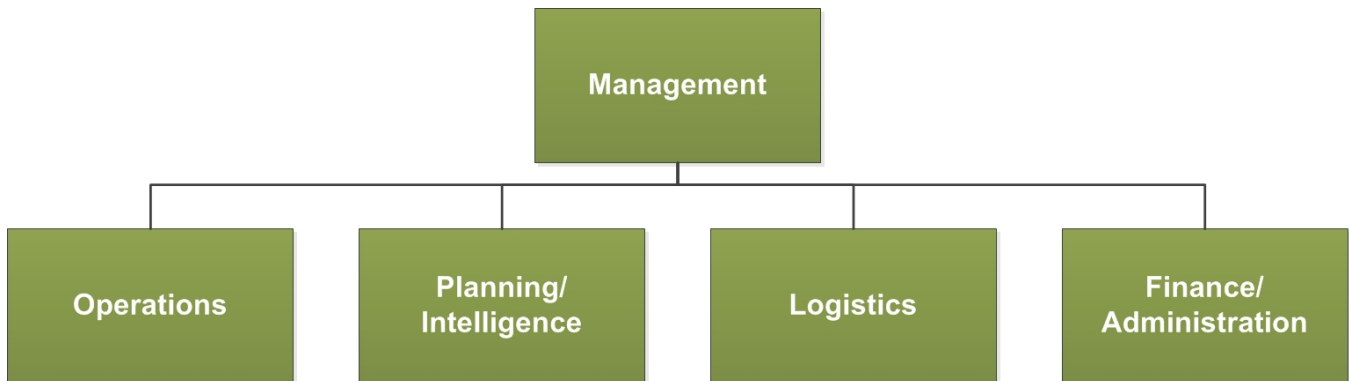 Management
Operations
Planning/
Intelligence
Logistics
Finance/
Administration